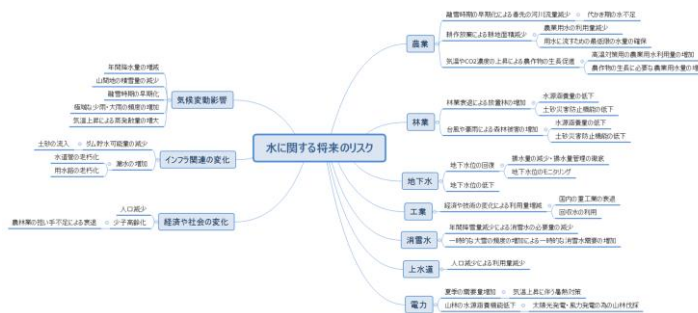 水に関する将来のリスク
気候変動影響
年間降水量の増減
山間地の積雪量の減少
融雪時期の早期化
極端な少雨・大雨の頻度の増加
気温上昇による蒸発散量の増大
インフラ関連の変化
ダム貯水可能量の減少
土砂の流入
漏水の増加
水道管の老朽化
用水路の老朽化
経済や社会の変化
人口減少
少子高齢化
農林業の担い手不足による衰退
農業
融雪時期の早期化による春先の河川流量減少
代かき期の水不足
耕作放棄による耕地面積減少
農業用水の利用量減少
用水に流すための最低限の水量の確保
気温やCO2濃度の上昇による農作物の生長促進
高温対策用の農業用水利用量の増加
農作物の生長に必要な農業用水量の増
林業
林業衰退による放置林の増加
水源涵養量の低下
土砂災害防止機能の低下
台風や豪雨による森林被害の増加
水源涵養量の低下
土砂災害防止機能の低下
地下水
地下水位の回復
揚水量の減少・揚水量管理の徹底
地下水位のモニタリング
地下水位の低下
工業
経済や技術の変化による利用量増減
国内の重工業の衰退
回収水の利用
消雪水
年間降雪量減少による消雪水の必要量の減少
一時的な大雪の頻度の増加による一時的な消雪水需要の増加
上水道
人口減少による利用量減少
電力
夏季の需要量増加
気温上昇に伴う暑熱対策
山林の水源涵養機能低下
太陽光発電・風力発電の為の山林伐採